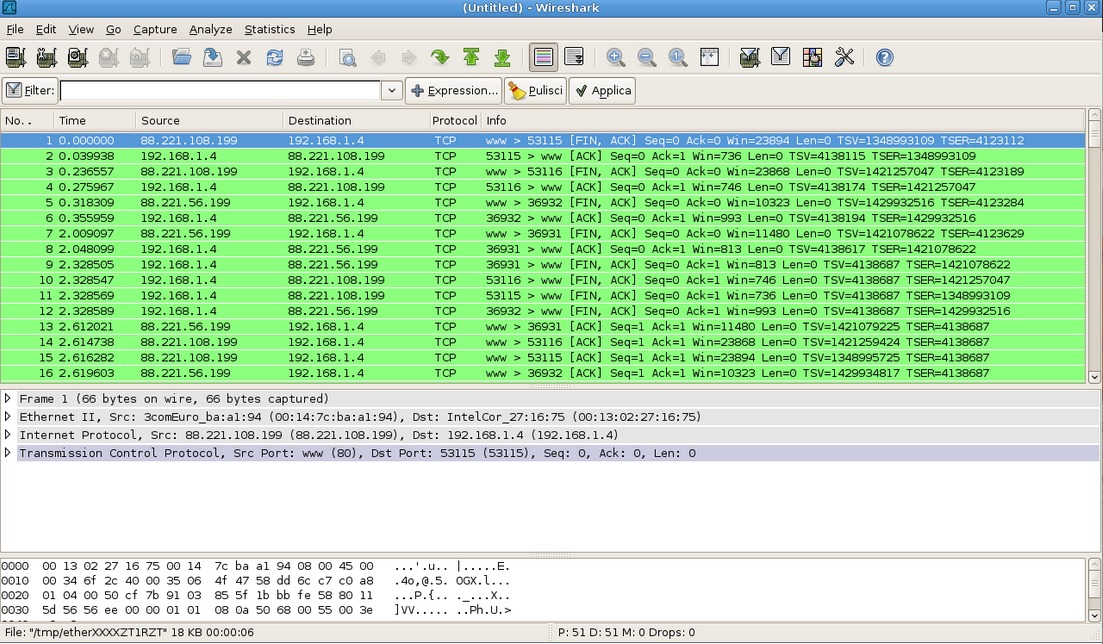 (Untitled) - Wireshark
File Edit View Go Capture Analyze Statistics Help
Filter: Expression... Pulisci Applica
No. . Time Source Destination Protocol Info
1 0.000000 88.221.108.199 192.168.1.4 TCP www > 53115 [FIN, ACK] Seq=0 Ack=0 Win=23894 Len=0 TSV=1348993109 TSER=4123112
2 0.039938 192.168.1.4 88.221.108.199 TCP 53115 > www [ACK] Seq=0 Ack=1 Win=736 Len=0 TSV=4138115 TSER=1348993109
3 0.236557 88.221.108.199 192.168.1.4 TCP www > 53116 [FIN, ACK] Seq=0 Ack=0 Win=23868 Len=0 TSV=1421257047 TSER=4123189
4 0.275967 192.168.1.4 88.221.108.199 TCP 53116 > www [ACK] Seq=0 Ack=1 Win=746 Len=0 TSV=4138174 TSER=1421257047
5 0.318309 88.221.56.199 192.168.1.4 TCP www > 36932 [FIN, ACK] Seq=0 Ack=0 Win=10323 Len=0 TSV=1429932516 TSER=4123284
6 0.355959 192.168.1.4 88.221.56.199 TCP 36932 > www [ACK] Seq=0 Ack=1 Win=993 Len=0 TSV=4138194 TSER=1429932516
7 2.009097 88.221.56.199 192.168.1.4 TCP www > 36931 [FIN, ACK] Seq=0 Ack=0 Win=11480 Len=0 TSV=1421078622 TSER=4123629
8 2.048099 192.168.1.4 88.221.56.199 TCP 36931 > www [ACK] Seq=0 Ack=1 Win=813 Len=0 TSV=4138617 TSER=1421078622
9 2.328505 192.168.1.4 88.221.56.199 TCP 36931 > www [FIN, ACK] Seq=0 Ack=1 Win=813 Len=0 TSV=4138687 TSER=1421078622
10 2.328547 192.168.1.4 88.221.108.199 TCP 53116 > www [FIN, ACK] Seq=0 Ack=1 Win=746 Len=0 TSV=4138687 TSER=1421257047
11 2.328569 192.168.1.4 88.221.108.199 TCP 53115 > www [FIN, ACK] Seq=0 Ack=1 Win=736 Len=0 TSV=4138687 TSER=1348993109
12 2.328589 192.168.1.4 88.221.56.199 TCP 36932 > www [FIN, ACK] Seq=0 Ack=1 Win=993 Len=0 TSV=4138687 TSER=1429932516
13 2.612021 88.221.56.199 192.168.1.4 TCP www > 36931 [ACK] Seq=1 Ack=1 Win=11480 Len=0 TSV=1421079225 TSER=4138687
14 2.614738 88.221.108.199 192.168.1.4 TCP www > 53116 [ACK] Seq=1 Ack=1 Win=23868 Len=0 TSV=1421259424 TSER=4138687
15 2.616282 88.221.108.199 192.168.1.4 TCP www > 53115 [ACK] Seq=1 Ack=1 Win=23894 Len=0 TSV=1348995725 TSER=4138687
16 2.619603 88.221.56.199 192.168.1.4 TCP www > 36932 [ACK] Seq=1 Ack=1 Win=10323 Len=0 TSV=1429934817 TSER=4138687
Frame 1 (66 bytes on wire, 66 bytes captured)
Ethernet II, Src: 3comEuro_ba:a1:94 (00:14:7c:ba:a1:94), Dst: IntelCor_27:16:75 (00:13:02:27:16:75)
Internet Protocol, Src: 88.221.108.199 (88.221.108.199), Dst: 192.168.1.4 (192.168.1.4)
Transmission Control Protocol, Src Port: www (80), Dst Port: 53115 (53115), Seq: 0, Ack: 0, Len: 0
0000 00 13 02 27 16 75 00 14 7c ba a1 94 08 00 45 00 ...'.u.. |.....E.
0010 00 34 6f 2c 40 00 35 06 4f 47 58 dd 6c c7 c0 a8 .4o,@.5. OGX.l...
0020 01 04 00 50 cf 7b 91 03 85 5f 1b bb fe 58 80 11 ...P.{.. ._...X..
0030 5d 56 56 ee 00 00 01 01 08 0a 50 68 00 55 00 3e ]VV..... ..Ph.U.>
File: "/tmp/etherXXXXZT1RZT" 18 KB 00:00:06 P: 51 D: 51 M: 0 Drops: 0